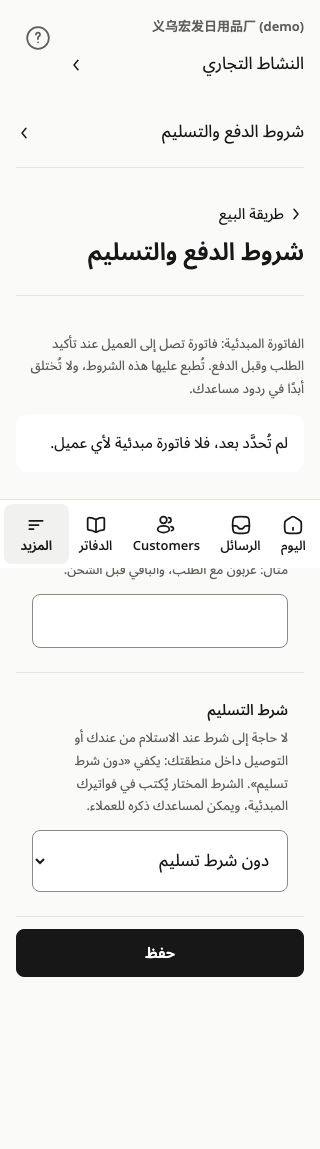 义乌宏发日用品厂 (demo)
النشاط التجاري
شروط الدفع والتسليم
طريقة البيع
شروط الدفع والتسليم
الفاتورة المبدئية: فاتورة تصل إلى العميل عند تأكيد
الطلب وقبل الدفع. تُطبع عليها هذه الشروط، ولا تُختلق
أبدًا في ردود مساعدك.
لم تُحدَّد بعد، فلا فاتورة مبدئية لأي عميل.
اليوم
الرسائل
Customers
الدفاتر
المزيد
مثال: عربون مع الطلب، والباقي قبل الشحن.
شرط التسليم
لا حاجة إلى شرط عند الاستلام من عندك أو
التوصيل داخل منطقتك: يكفي «دون شرط
تسليم». الشرط المختار يُكتب في فواتيرك
المبدئية، ويمكن لمساعدك ذكره للعملاء.
دون شرط تسليم
حفظ